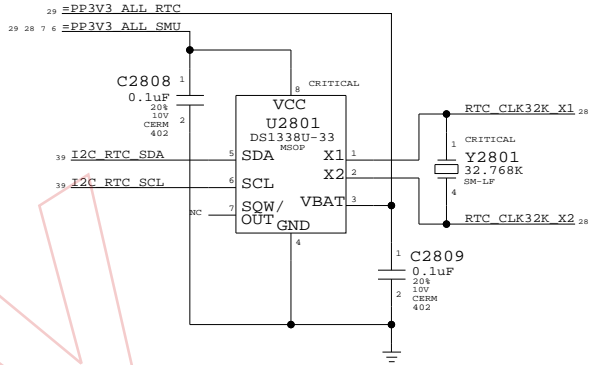 29 =PP3V3_ALL_RTC
29 28 7 6 =PP3V3_ALL_SMU
8 CRITICAL
C2808 1
0.1uF
20%
10V
CERM
402
2
VCC
U2801
DS1338U-33
MSOP
RTC_CLK32K_X1 28
39 I2C_RTC_SDA 5 SDA X1 1
1 CRITICAL
Y2801
32.768K
SM-LF
4
X2 2
39 I2C_RTC_SCL 6 SCL
NC 7 SQW/
OUT
VBAT 3
GND
4
RTC_CLK32K_X2 28
1 C2809
0.1uF
20%
10V
CERM
402
2